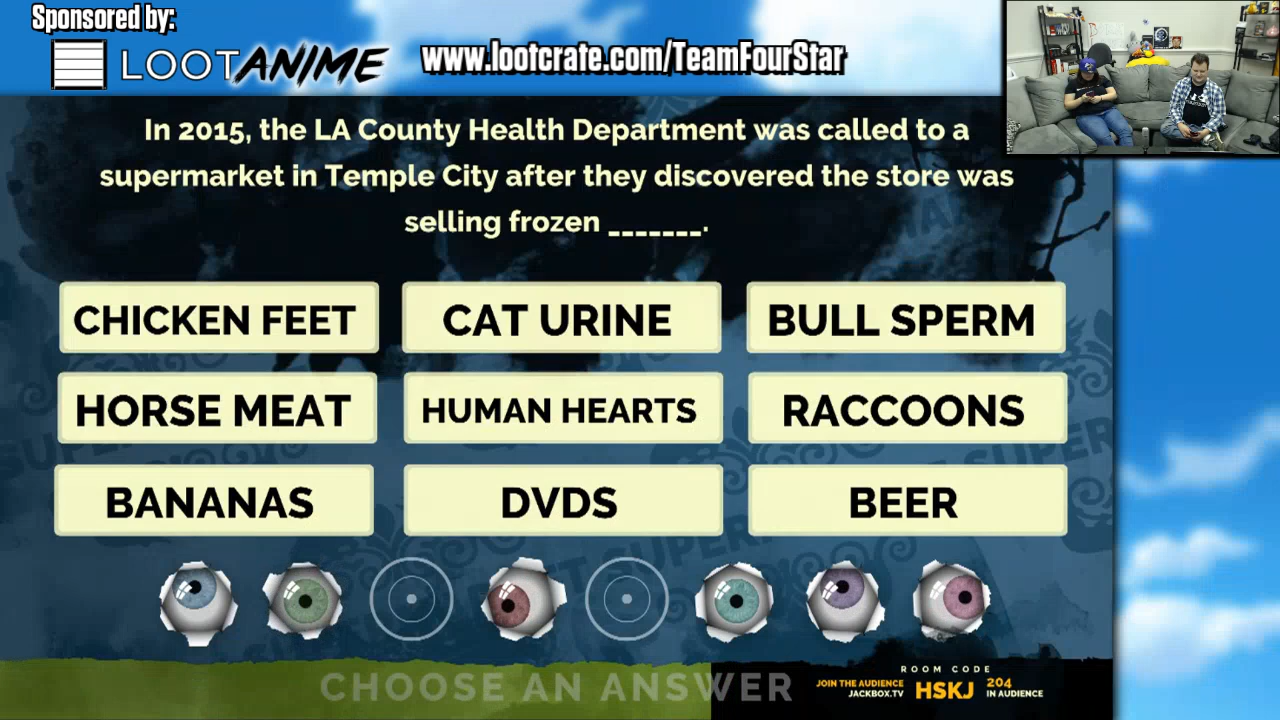 Sponsored by:
LOOT ANIME
www.lootcrate.com/TeamFourStar
In 2015, the LA County Health Department was called to a
supermarket in Temple City after they discovered the store was
selling frozen _______.
CHICKEN FEET
CAT URINE
BULL SPERM
HORSE MEAT
HUMAN HEARTS
RACCOONS
BANANAS
DVDS
BEER
CHOOSE AN ANSWER
JOIN THE AUDIENCE
JACKBOX.TV
ROOM CODE
HSKJ
204
IN AUDIENCE